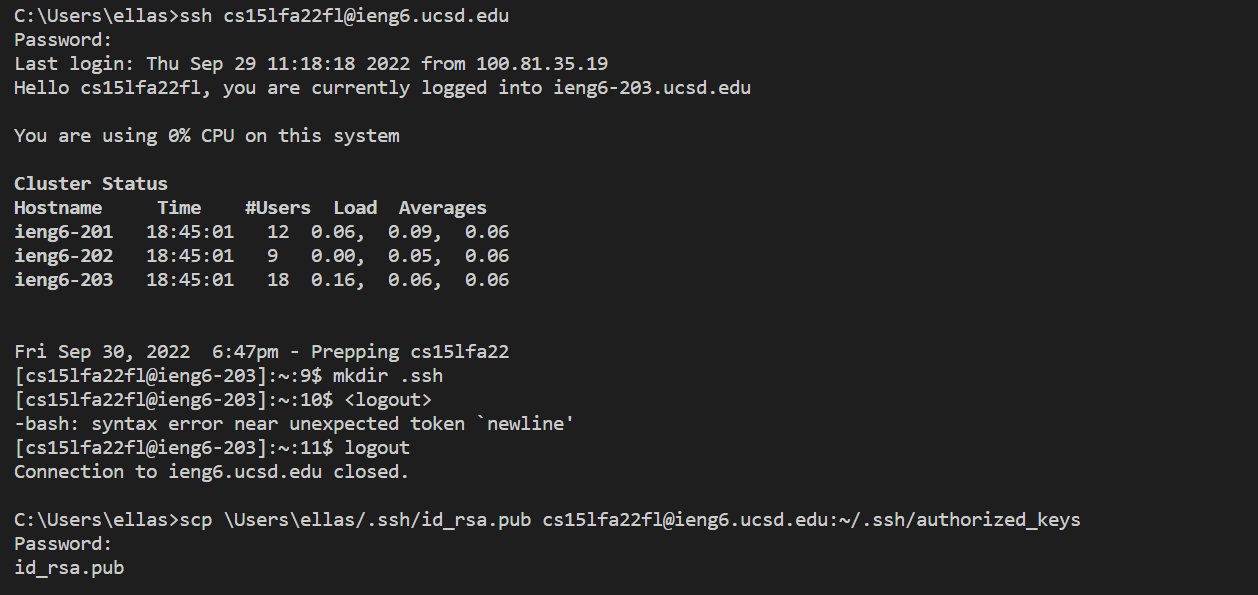 C:\Users\ellas>ssh cs15lfa22fl@ieng6.ucsd.edu
Password:
Last login: Thu Sep 29 11:18:18 2022 from 100.81.35.19
Hello cs15lfa22fl, you are currently logged into ieng6-203.ucsd.edu
You are using 0% CPU on this system
Cluster Status
Hostname     Time    #Users  Load  Averages
ieng6-201   18:45:01   12  0.06,  0.09,  0.06
ieng6-202   18:45:01   9   0.00,  0.05,  0.06
ieng6-203   18:45:01   18  0.16,  0.06,  0.06
Fri Sep 30, 2022  6:47pm - Prepping cs15lfa22
[cs15lfa22fl@ieng6-203]:~:9$ mkdir .ssh
[cs15lfa22fl@ieng6-203]:~:10$ <logout>
-bash: syntax error near unexpected token `newline'
[cs15lfa22fl@ieng6-203]:~:11$ logout
Connection to ieng6.ucsd.edu closed.
C:\Users\ellas>scp \Users\ellas/.ssh/id_rsa.pub cs15lfa22fl@ieng6.ucsd.edu:~/.ssh/authorized_keys
Password:
id_rsa.pub